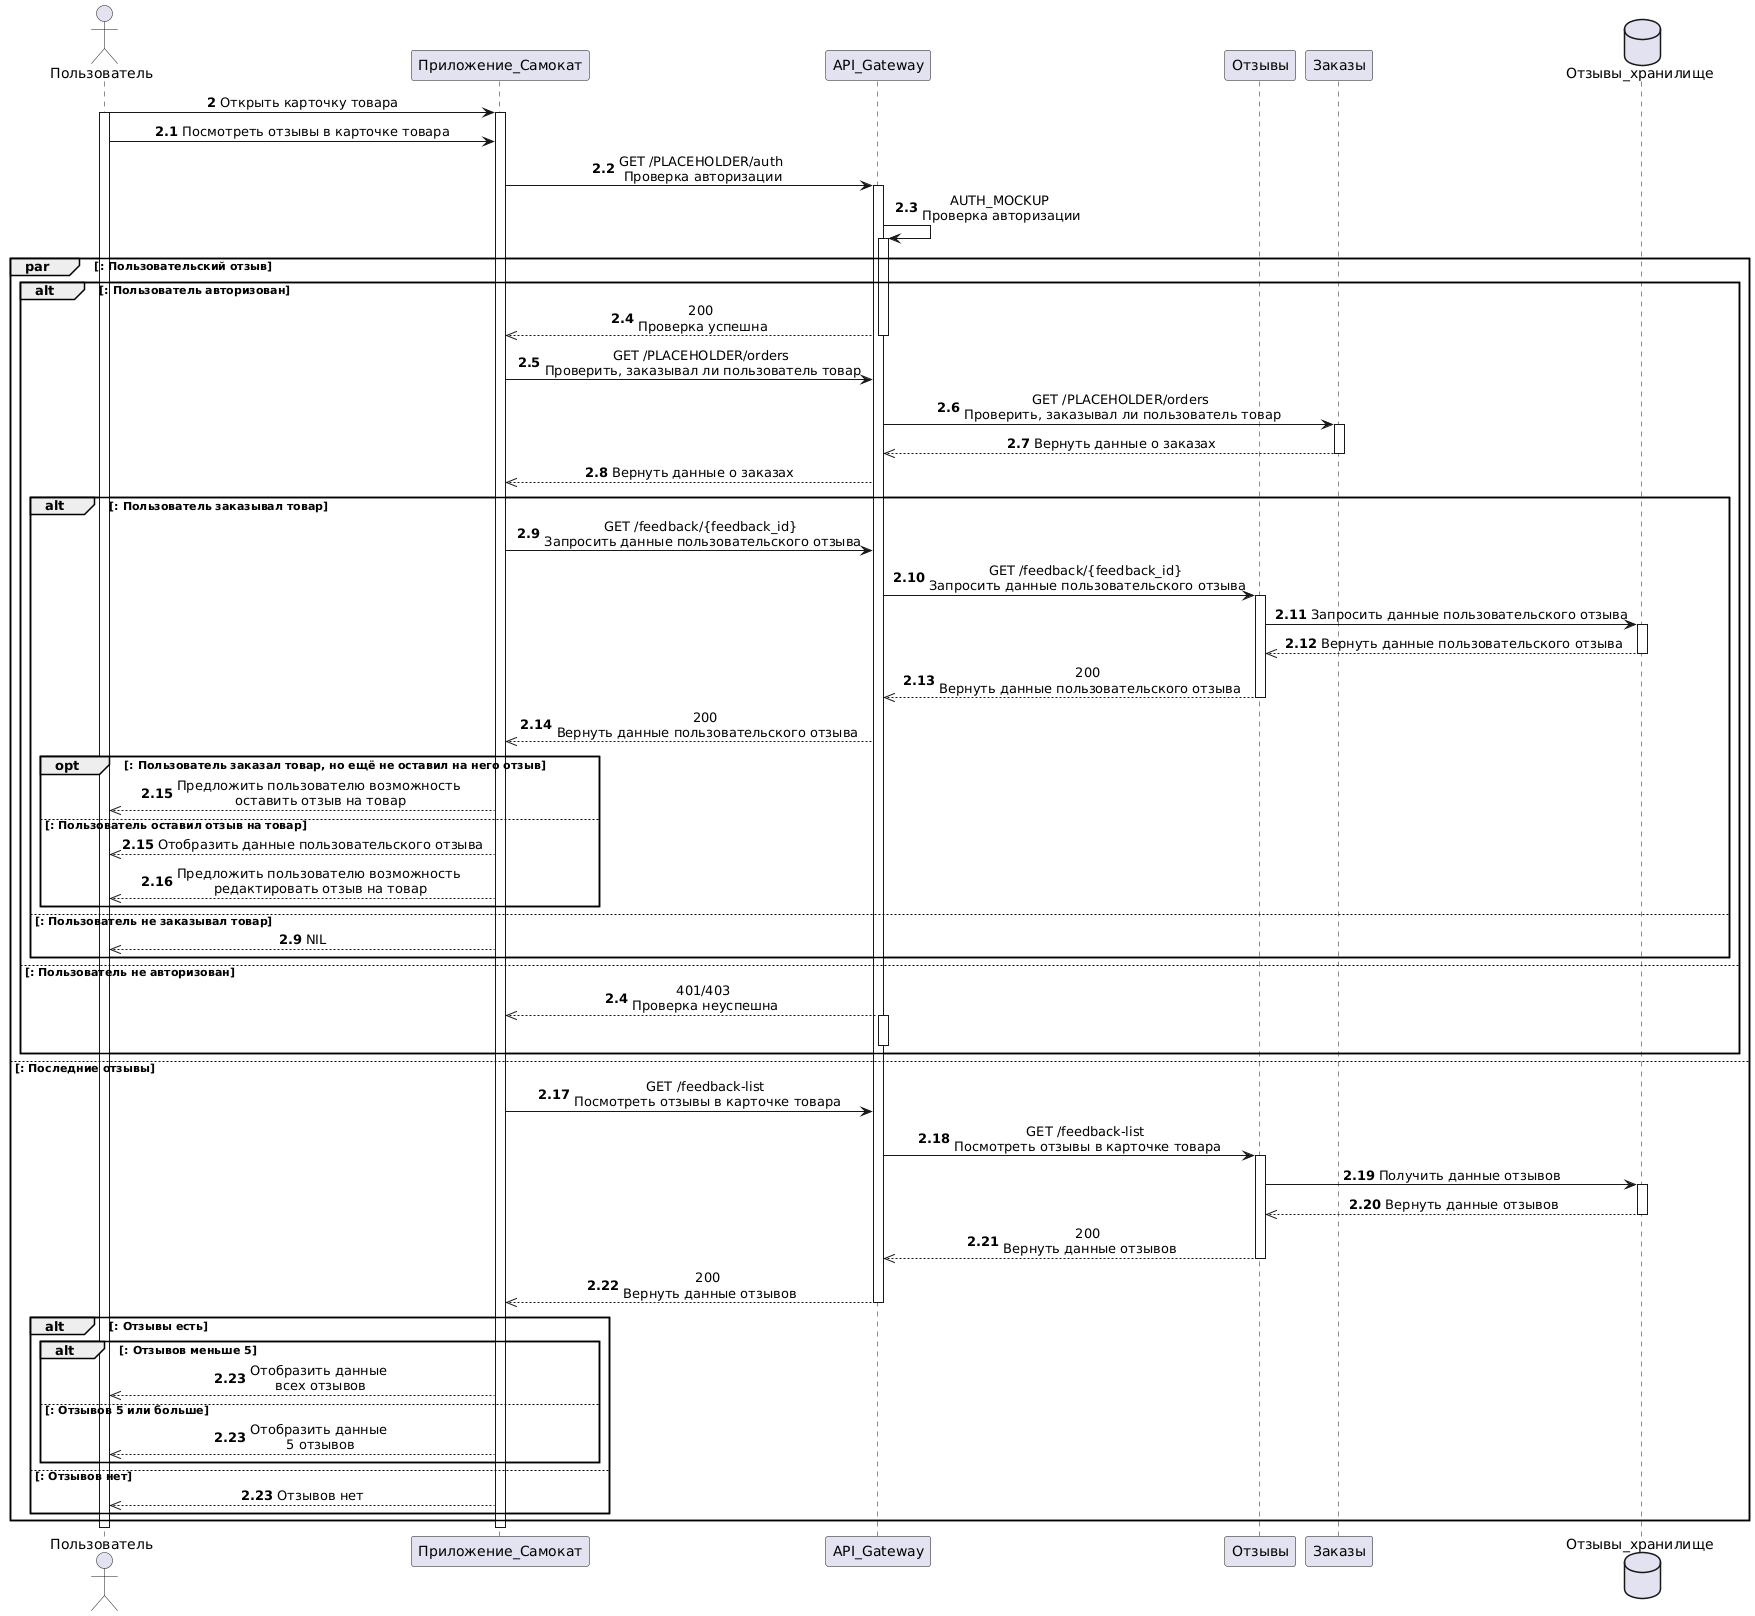 Пользователь
Приложение_Самокат
API_Gateway
Отзывы
Заказы
Отзывы_хранилище
2 Открыть карточку товара
2.1 Посмотреть отзывы в карточке товара
2.2 GET /PLACEHOLDER/auth
Проверка авторизации
2.3 AUTH_MOCKUP
Проверка авторизации
par [: Пользовательский отзыв]
alt [: Пользователь авторизован]
2.4 200
Проверка успешна
2.5 GET /PLACEHOLDER/orders
Проверить, заказывал ли пользователь товар
2.6 GET /PLACEHOLDER/orders
Проверить, заказывал ли пользователь товар
2.7 Вернуть данные о заказах
2.8 Вернуть данные о заказах
alt [: Пользователь заказывал товар]
2.9 GET /feedback/{feedback_id}
Запросить данные пользовательского отзыва
2.10 GET /feedback/{feedback_id}
Запросить данные пользовательского отзыва
2.11 Запросить данные пользовательского отзыва
2.12 Вернуть данные пользовательского отзыва
2.13 200
Вернуть данные пользовательского отзыва
2.14 200
Вернуть данные пользовательского отзыва
opt [: Пользователь заказал товар, но ещё не оставил на него отзыв]
2.15 Предложить пользователю возможность
оставить отзыв на товар
[: Пользователь оставил отзыв на товар]
2.15 Отобразить данные пользовательского отзыва
2.16 Предложить пользователю возможность
редактировать отзыв на товар
[: Пользователь не заказывал товар]
2.9 NIL
[: Пользователь не авторизован]
2.4 401/403
Проверка неуспешна
[: Последние отзывы]
2.17 GET /feedback-list
Посмотреть отзывы в карточке товара
2.18 GET /feedback-list
Посмотреть отзывы в карточке товара
2.19 Получить данные отзывов
2.20 Вернуть данные отзывов
2.21 200
Вернуть данные отзывов
2.22 200
Вернуть данные отзывов
alt [: Отзывы есть]
alt [: Отзывов меньше 5]
2.23 Отобразить данные
всех отзывов
[: Отзывов 5 или больше]
2.23 Отобразить данные
5 отзывов
[: Отзывов нет]
2.23 Отзывов нет
Пользователь
Приложение_Самокат
API_Gateway
Отзывы
Заказы
Отзывы_хранилище